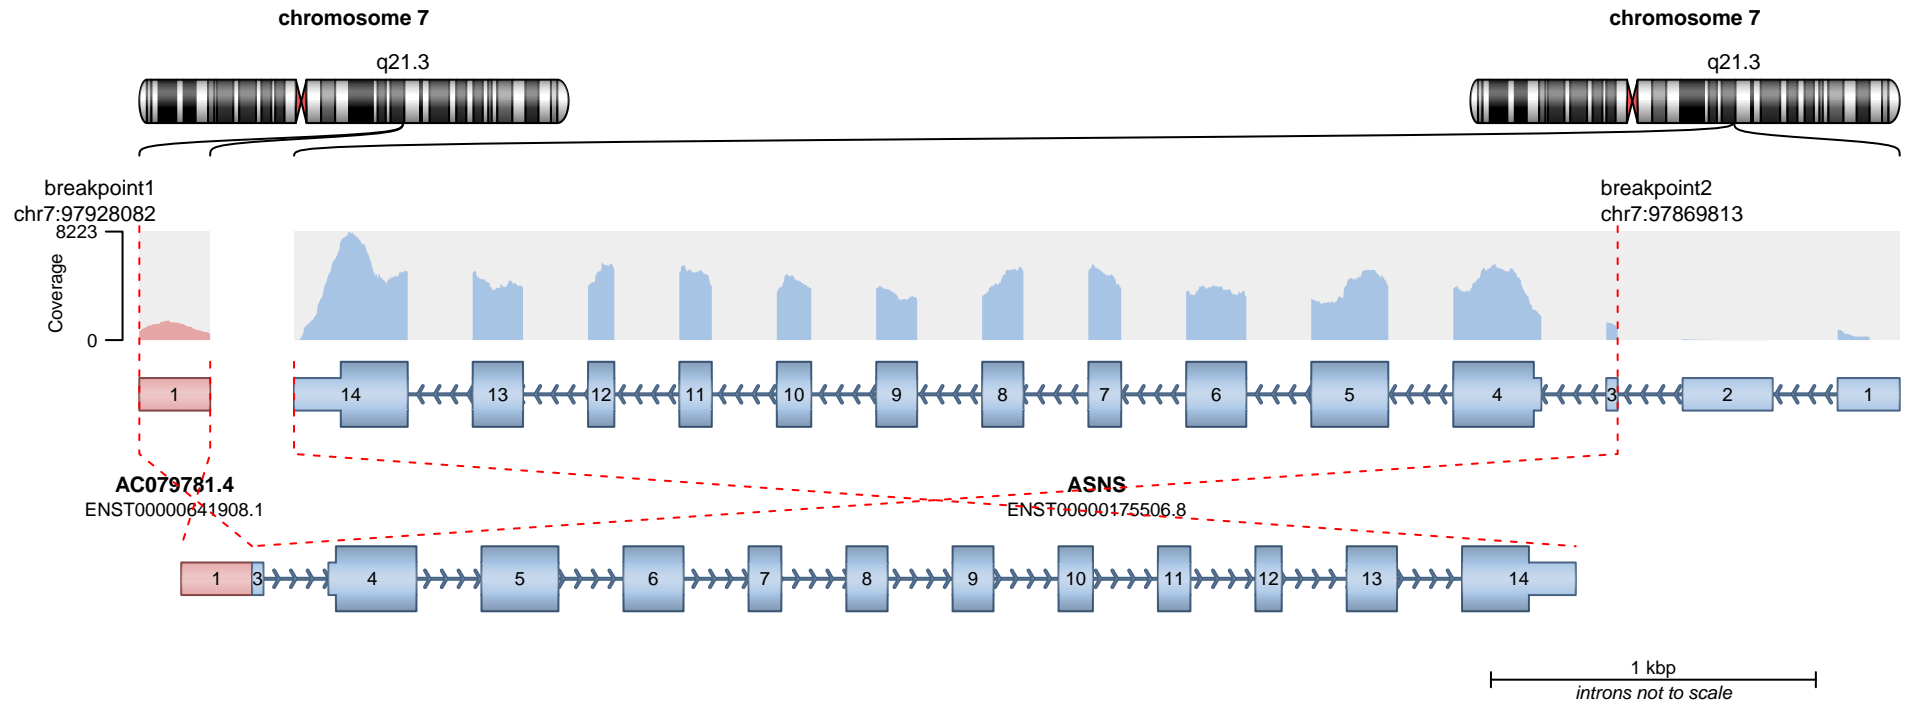 chromosome 7
chromosome 7
q21.3
q21.3
breakpoint1
chr7:97928082
breakpoint2
chr7:97869813
8223
Coverage
0
1
14 13 12 11 10 9 8 7 6 5 4 3 2 1
AC079781.4
ENST00000641908.1
ASNS
ENST00000175506.8
1 3 4 5 6 7 8 9 10 11 12 13 14
1 kbp
introns not to scale